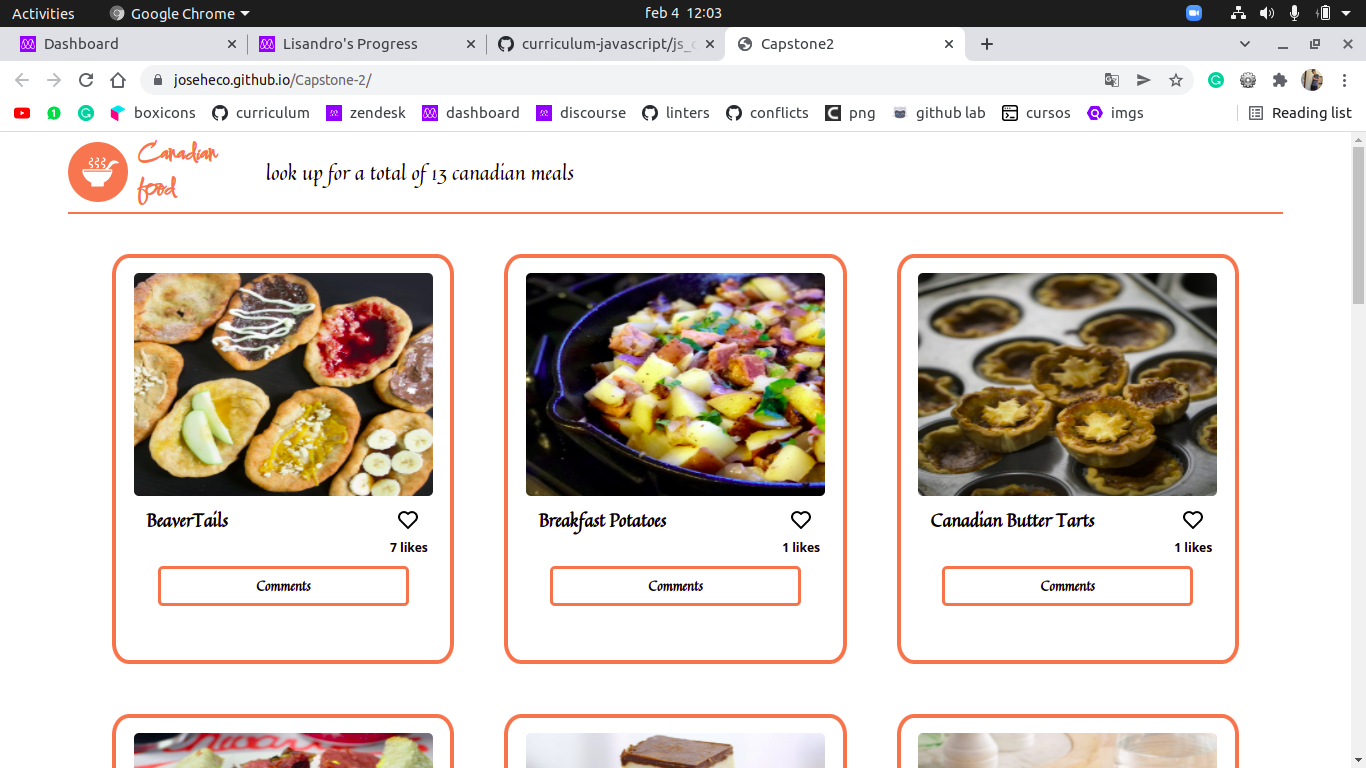 Activities Google Chrome feb 4 12:03
Dashboard Lisandro's Progress curriculum-javascript/js_c Capstone2
joseheco.github.io/Capstone-2/
boxicons curriculum zendesk dashboard discourse linters conflicts png github lab cursos imgs Reading list
Canadian
food
look up for a total of 13 canadian meals
BeaverTails Breakfast Potatoes Canadian Butter Tarts
7 likes 1 likes 1 likes
Comments Comments Comments